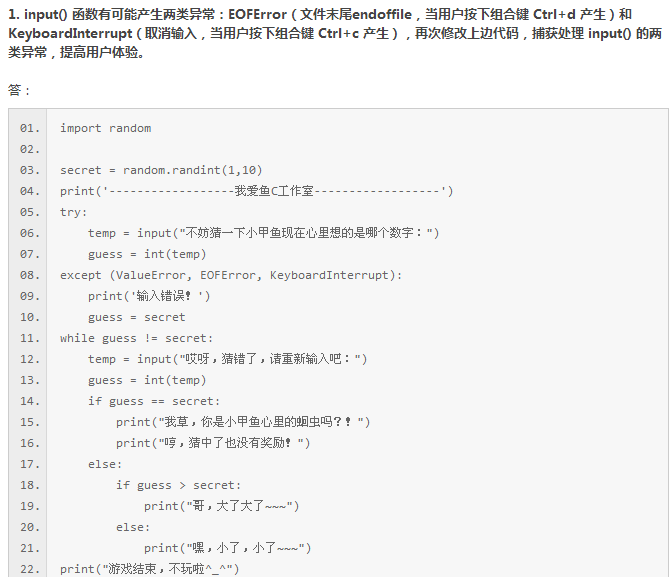 1. input() 函数有可能产生两类异常：EOFError（文件末尾endoffile，当用户按下组合键 Ctrl+d 产生）和
KeyboardInterrupt（取消输入，当用户按下组合键 Ctrl+c 产生），再次修改上边代码，捕获处理 input() 的两
类异常，提高用户体验。
答：
01. import random
02.
03. secret = random.randint(1,10)
04. print('------------------我爱鱼C工作室------------------')
05. try:
06.     temp = input("不妨猜一下小甲鱼现在心里想的是哪个数字：")
07.     guess = int(temp)
08. except (ValueError, EOFError, KeyboardInterrupt):
09.     print('输入错误！')
10.     guess = secret
11. while guess != secret:
12.     temp = input("哎呀，猜错了，请重新输入吧：")
13.     guess = int(temp)
14.     if guess == secret:
15.         print("我草，你是小甲鱼心里的蛔虫吗？！")
16.         print("哼，猜中了也没有奖励！")
17.     else:
18.         if guess > secret:
19.             print("哥，大了大了~~~")
20.         else:
21.             print("嘿，小了，小了~~~")
22. print("游戏结束，不玩啦^_^")